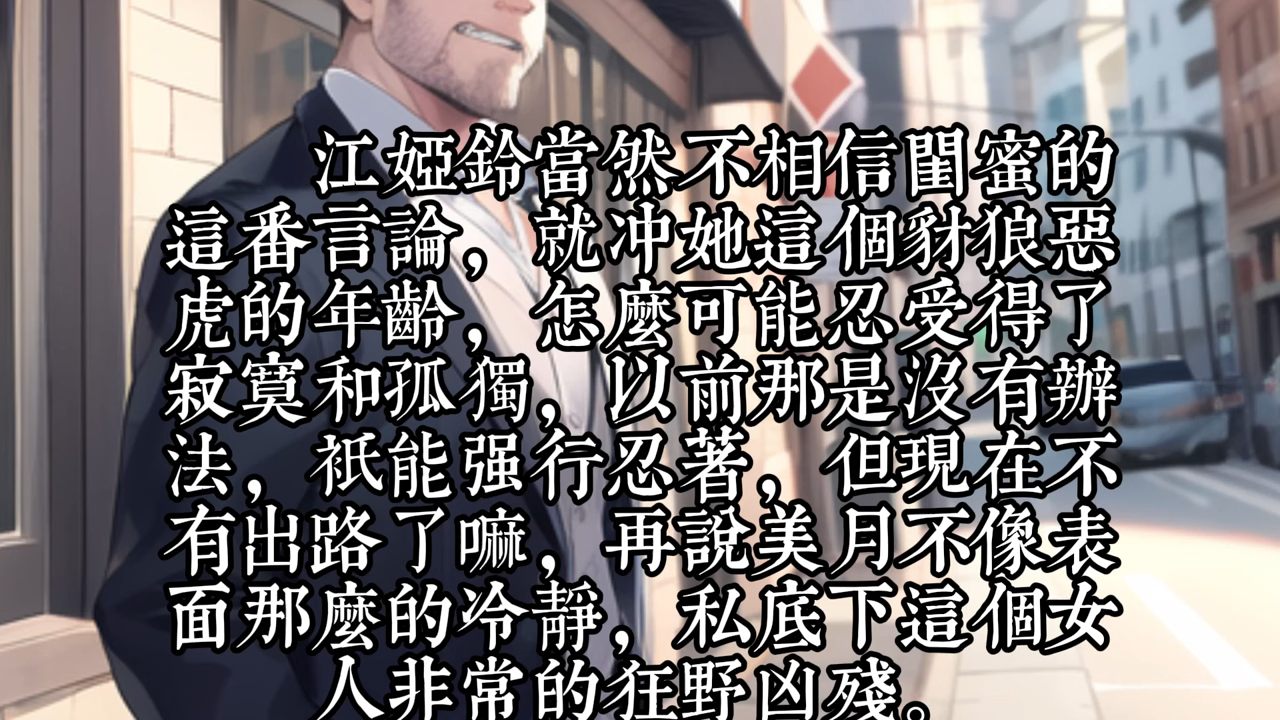 江婭鈴當然不相信閨蜜的
這番言論，就冲她這個豺狼惡
虎的年齡，怎麼可能忍受得了
寂寞和孤獨，以前那是沒有辦
法，衹能强行忍著，但現在不
有出路了嘛，再說美月不像表
面那麼的冷靜，私底下這個女
人非常的狂野凶殘。